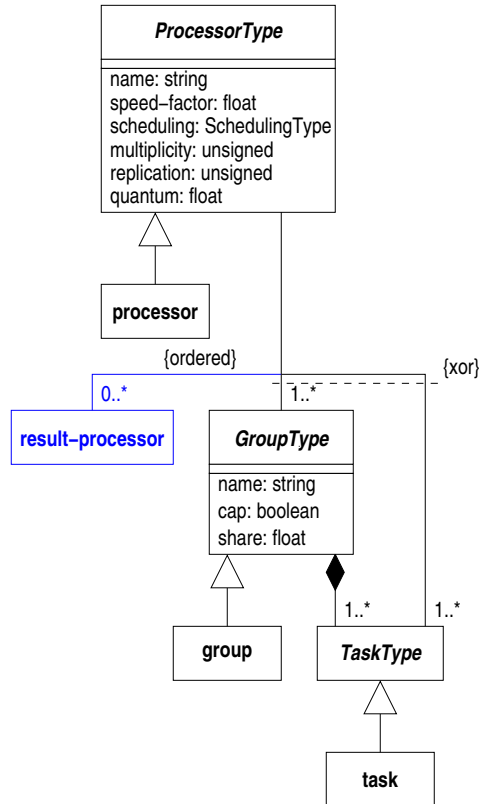 ProcessorType
name: string
speed−factor: float
scheduling: SchedulingType
multiplicity: unsigned
replication: unsigned
quantum: float
processor
{ordered}
{xor}
0..*
1..*
result−processor
GroupType
name: string
cap: boolean
share: float
1..*
1..*
group
TaskType
task